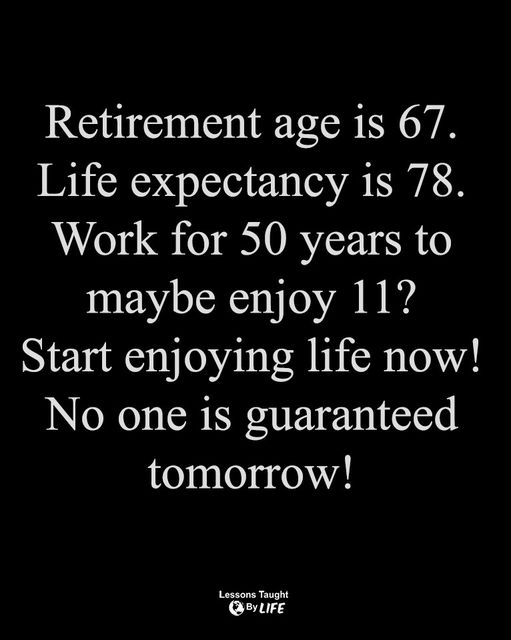 Retirement age is 67.
Life expectancy is 78.
Work for 50 years to
maybe enjoy 11?
Start enjoying life now!
No one is guaranteed
tomorrow!
Lessons Taught
By LIFE